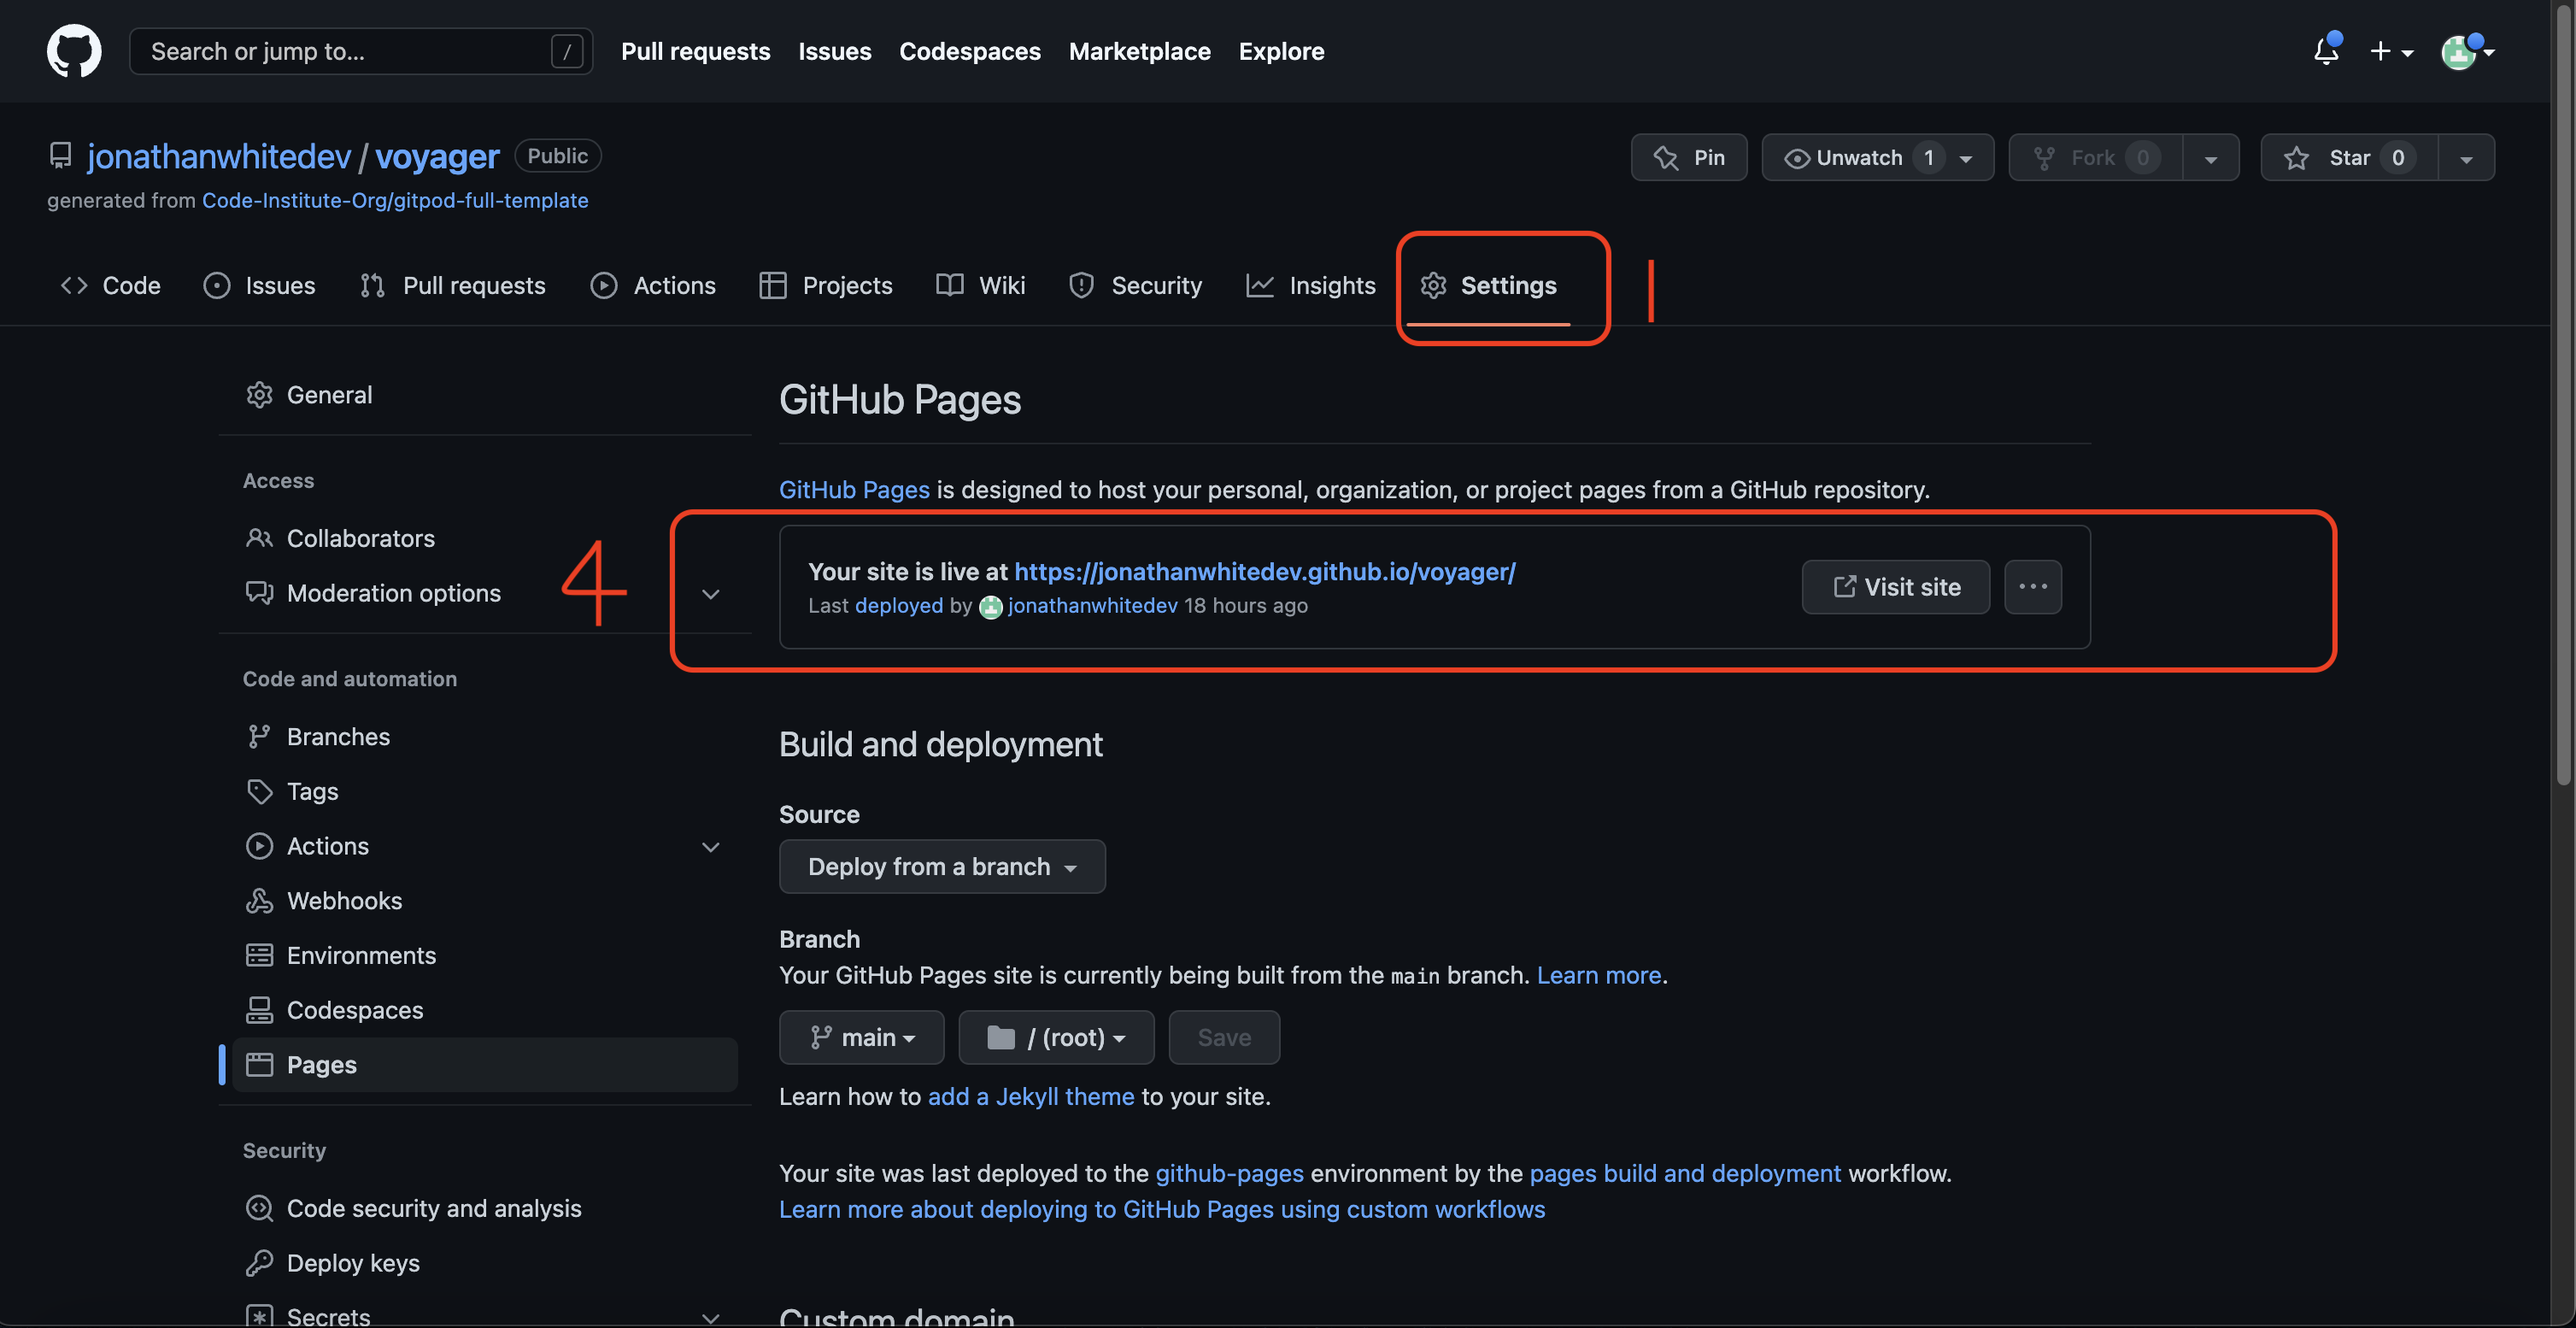 Search or jump to... /
Pull requests Issues Codespaces Marketplace Explore
jonathanwhitedev / voyager Public
Pin Unwatch 1 Fork 0 Star 0
generated from Code-Institute-Org/gitpod-full-template
Code Issues Pull requests Actions Projects Wiki Security Insights Settings
1
General
Access
Collaborators
Moderation options
Code and automation
Branches
Tags
Actions
Webhooks
Environments
Codespaces
Pages
Security
Code security and analysis
Deploy keys
Secrets
GitHub Pages
GitHub Pages is designed to host your personal, organization, or project pages from a GitHub repository.
4
Your site is live at https://jonathanwhitedev.github.io/voyager/
Last deployed by jonathanwhitedev 18 hours ago
Visit site
Build and deployment
Source
Deploy from a branch
Branch
Your GitHub Pages site is currently being built from the main branch. Learn more.
main / (root) Save
Learn how to add a Jekyll theme to your site.
Your site was last deployed to the github-pages environment by the pages build and deployment workflow.
Learn more about deploying to GitHub Pages using custom workflows
Custom domain